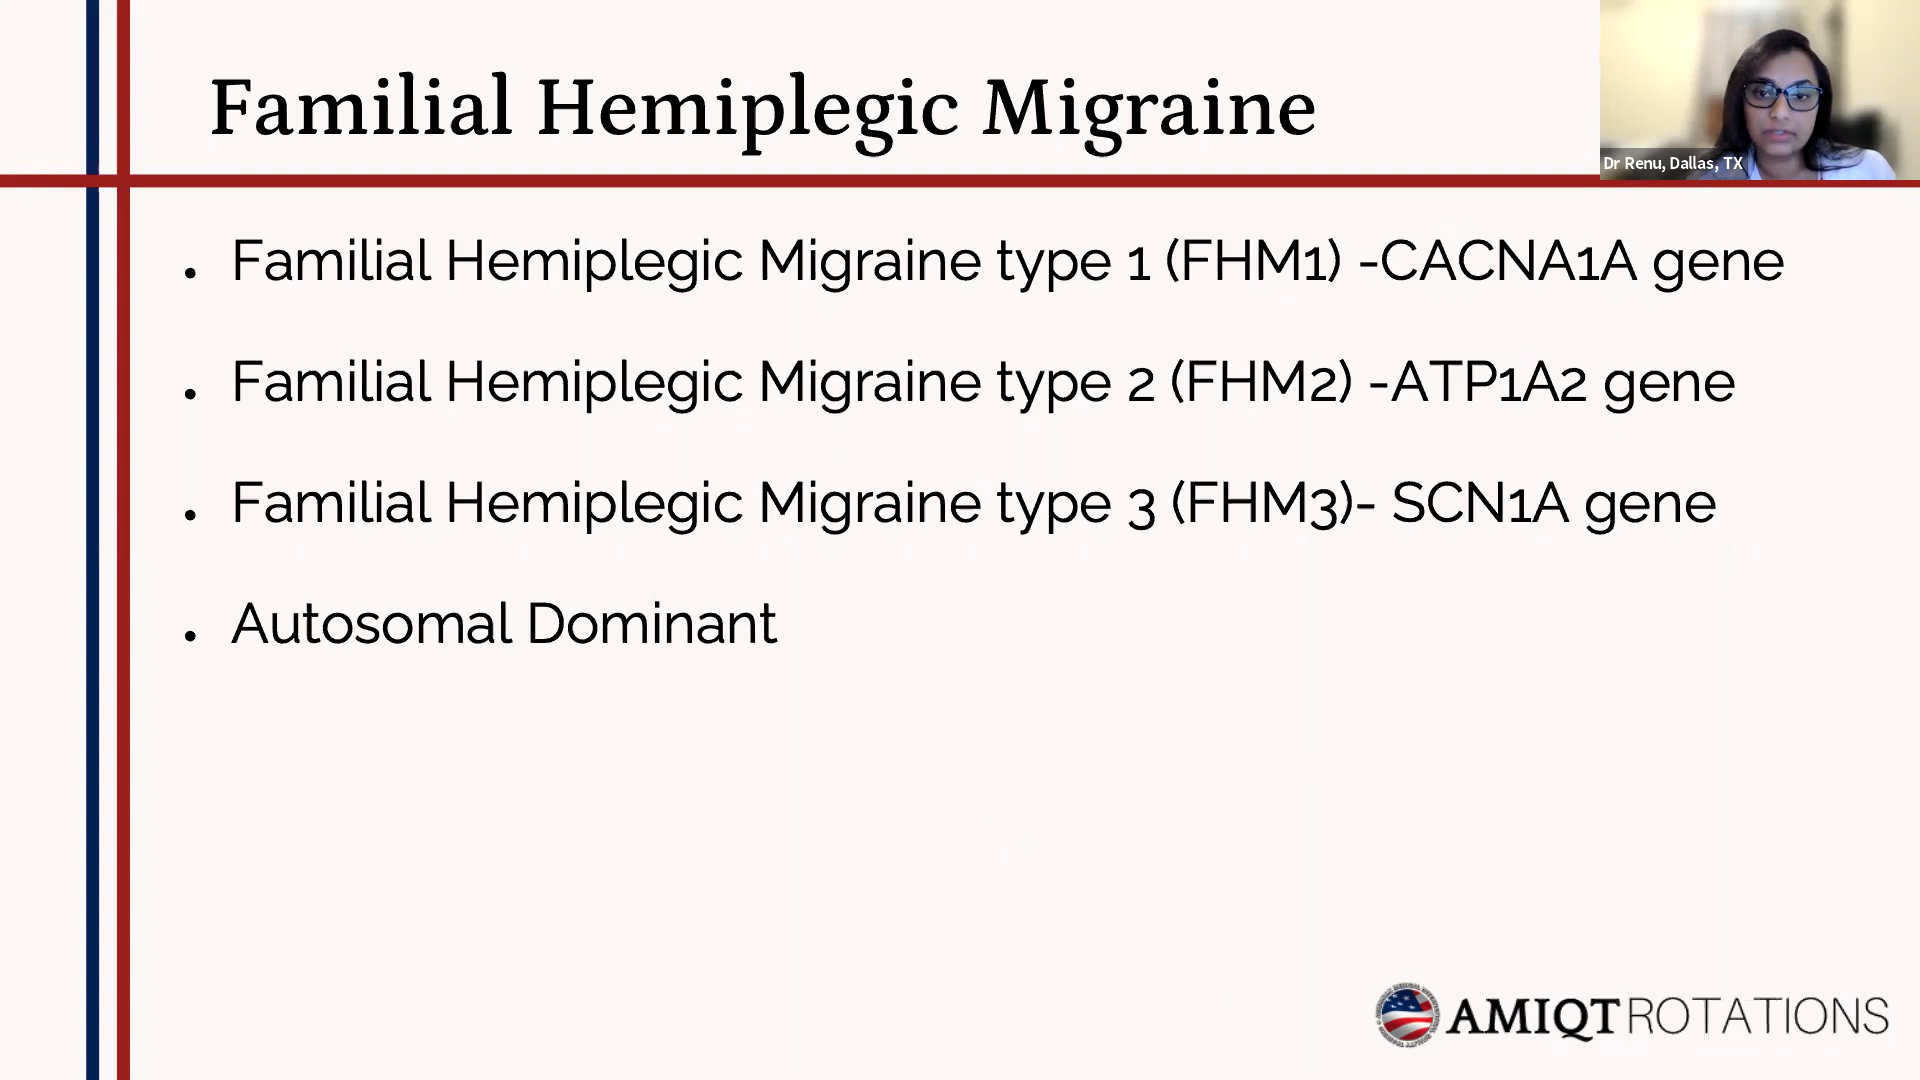 Familial Hemiplegic Migraine
Dr Renu, Dallas, TX
• Familial Hemiplegic Migraine type 1 (FHM1) -CACNA1A gene
• Familial Hemiplegic Migraine type 2 (FHM2) -ATP1A2 gene
• Familial Hemiplegic Migraine type 3 (FHM3)- SCN1A gene
• Autosomal Dominant
AMIQT ROTATIONS